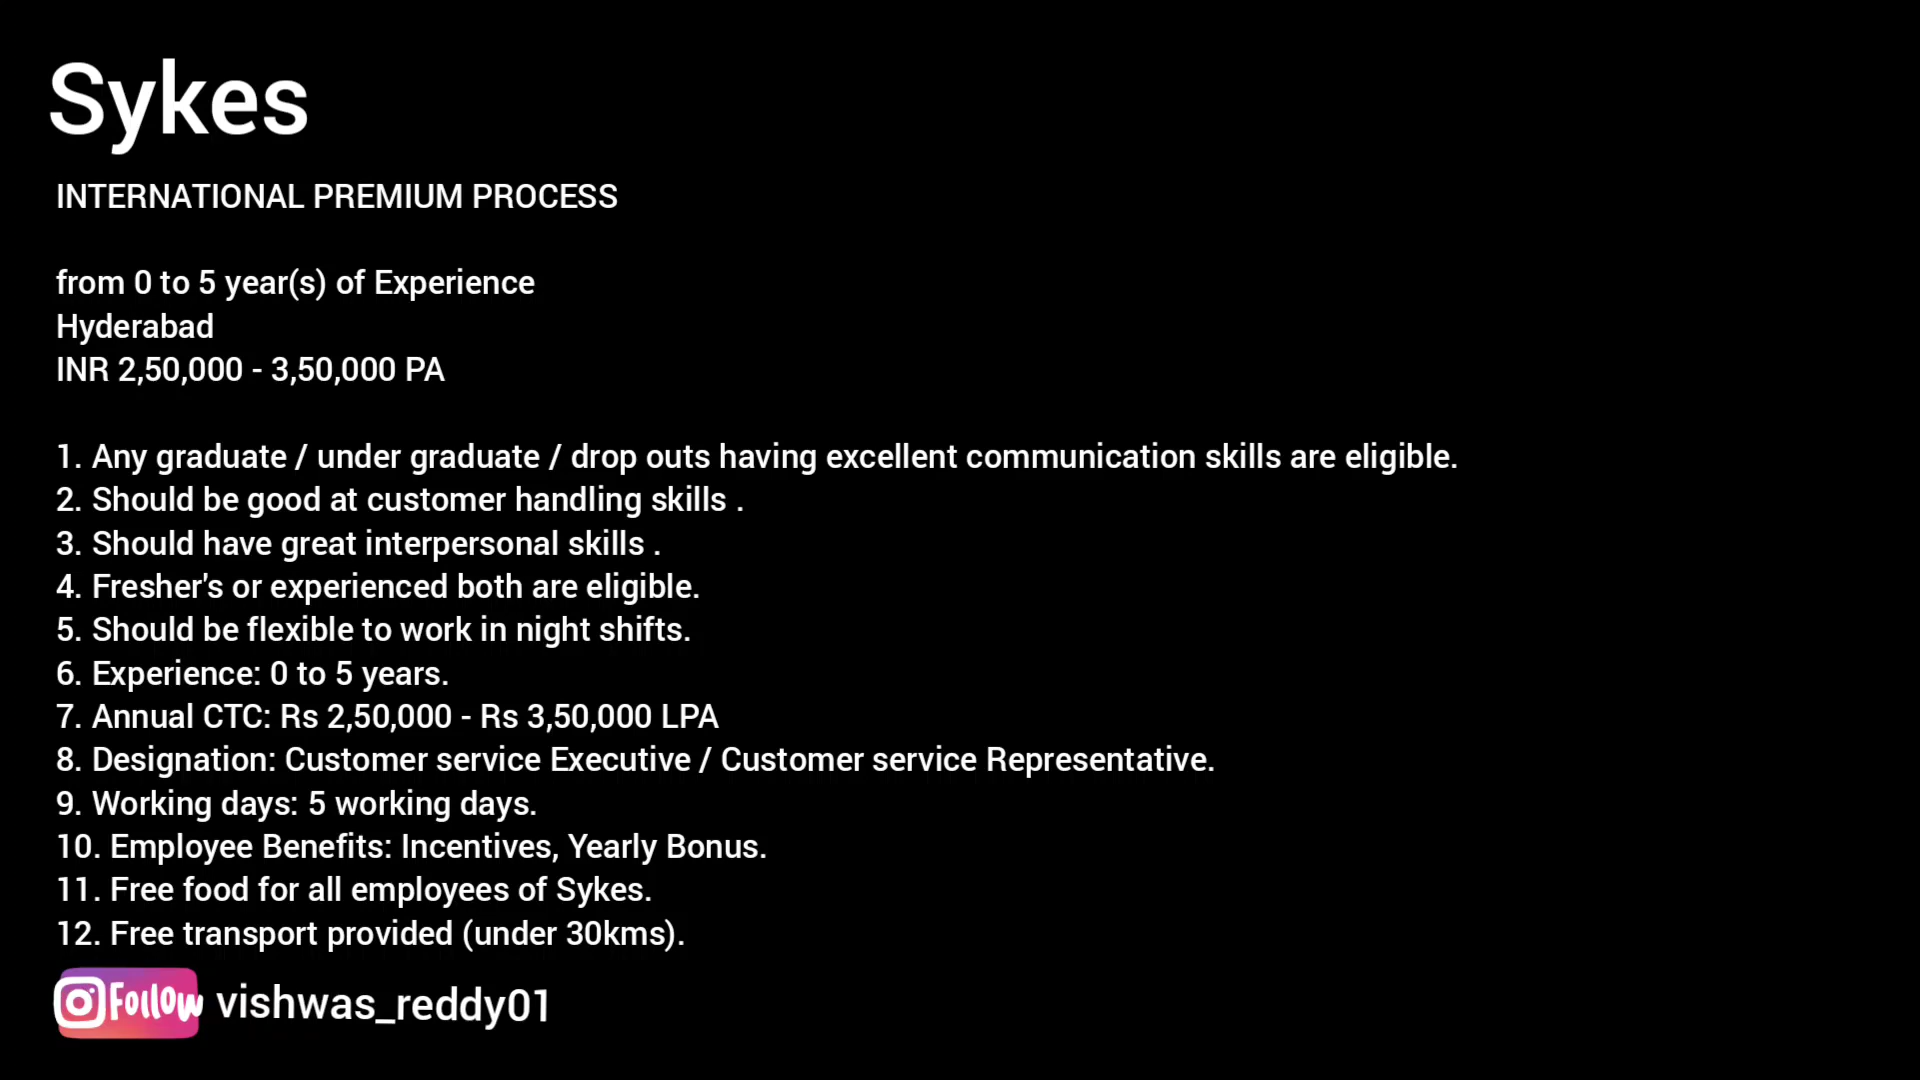 Sykes
INTERNATIONAL PREMIUM PROCESS
from 0 to 5 year(s) of Experience
Hyderabad
INR 2,50,000 - 3,50,000 PA
1. Any graduate / under graduate / drop outs having excellent communication skills are eligible.
2. Should be good at customer handling skills .
3. Should have great interpersonal skills .
4. Fresher's or experienced both are eligible.
5. Should be flexible to work in night shifts.
6. Experience: 0 to 5 years.
7. Annual CTC: Rs 2,50,000 - Rs 3,50,000 LPA
8. Designation: Customer service Executive / Customer service Representative.
9. Working days: 5 working days.
10. Employee Benefits: Incentives, Yearly Bonus.
11. Free food for all employees of Sykes.
12. Free transport provided (under 30kms).
Follow vishwas_reddy01